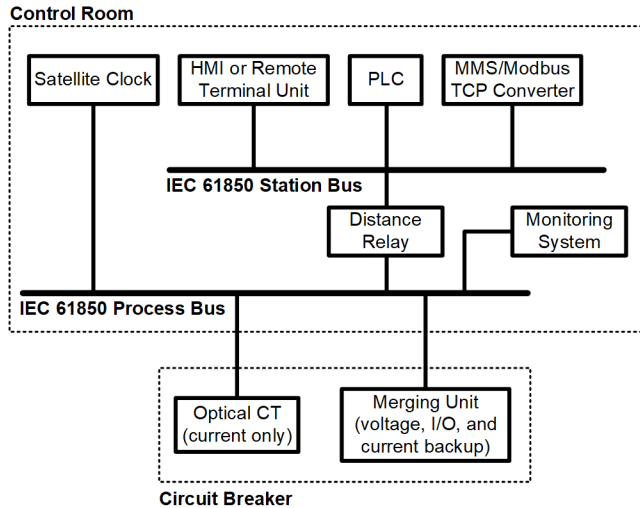 Control Room
Satellite Clock
HMI or Remote
Terminal Unit
PLC
MMS/Modbus
TCP Converter
IEC 61850 Station Bus
Distance
Relay
Monitoring
System
IEC 61850 Process Bus
Optical CT
(current only)
Merging Unit
(voltage, I/O, and
current backup)
Circuit Breaker